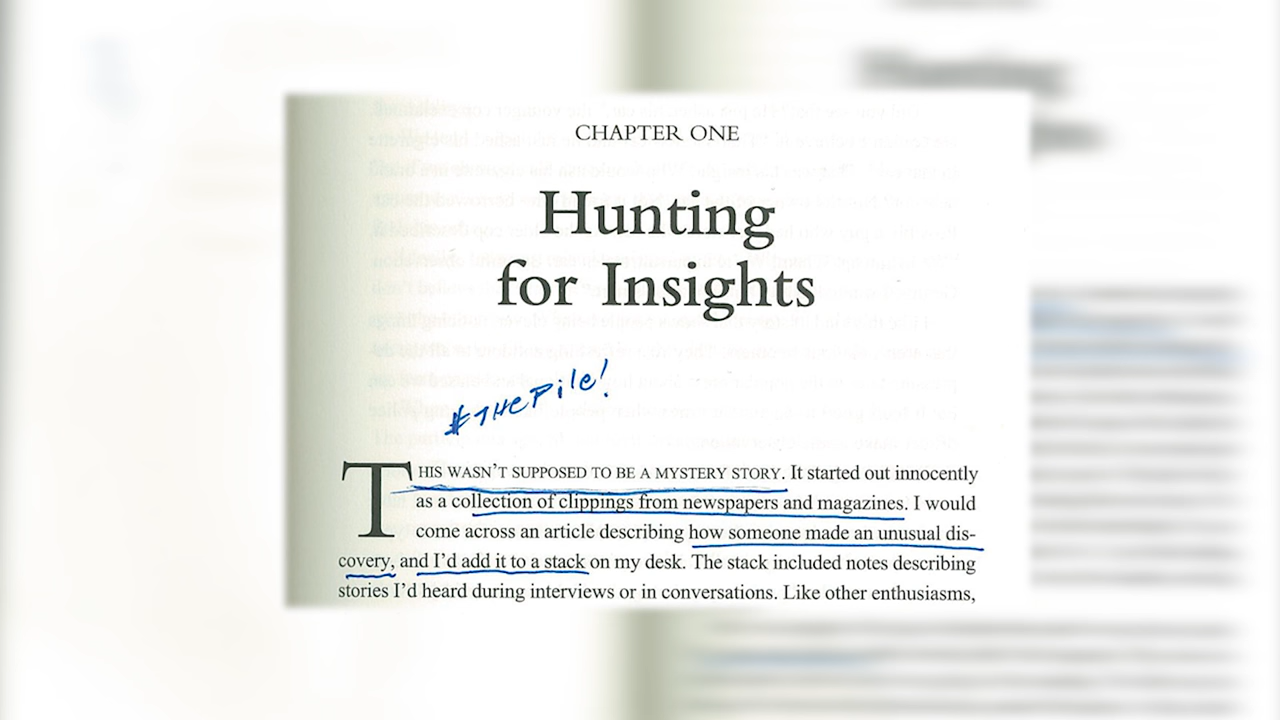 CHAPTER ONE
Hunting
for Insights
#THePile!
THIS WASN'T SUPPOSED TO BE A MYSTERY STORY. It started out innocently
as a collection of clippings from newspapers and magazines. I would
come across an article describing how someone made an unusual dis-
covery, and I'd add it to a stack on my desk. The stack included notes describing
stories I'd heard during interviews or in conversations. Like other enthusiasms,